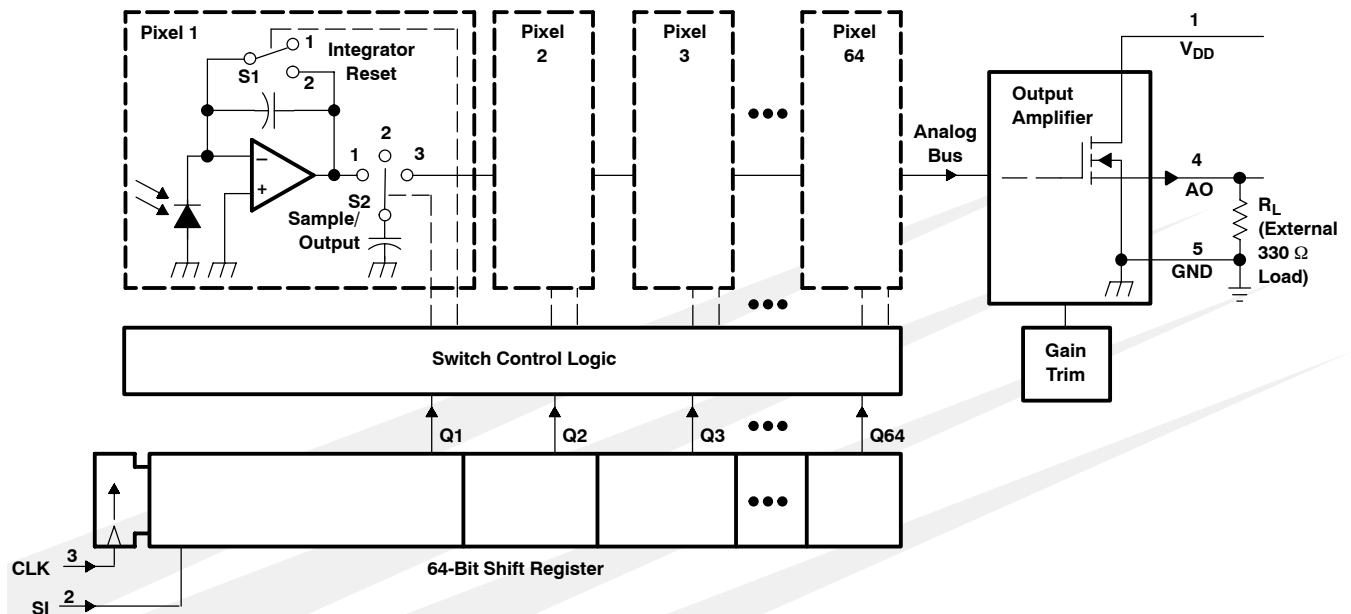 Pixel 1
1
Integrator
Reset
S1
2
2
1
3
S2
Sample/
Output
−
+
Pixel
2
Pixel
3
Pixel
64
Analog
Bus
Output
Amplifier
1
VDD
4
AO
RL
(External
330 Ω
Load)
5
GND
Gain
Trim
Switch Control Logic
Q1
Q2
Q3
Q64
CLK
3
SI
2
64-Bit Shift Register